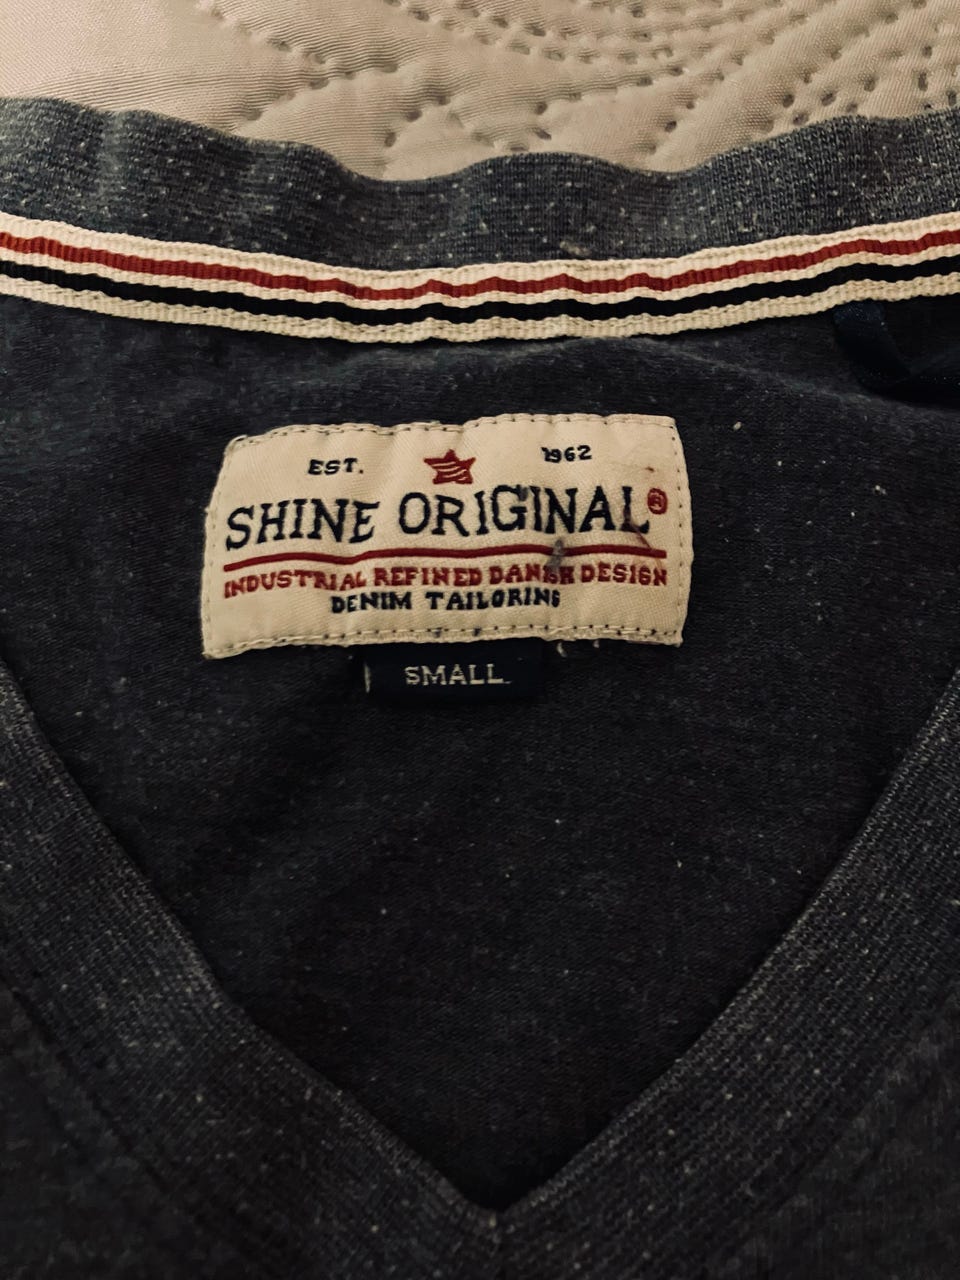 EST. 1962
SHINE ORIGINAL®
INDUSTRIAL REFINED DANISH DESIGN
DENIM TAILORING
SMALL